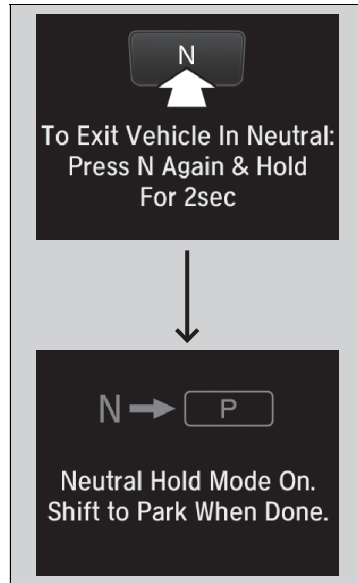 N
To Exit Vehicle In Neutral:
Press N Again & Hold
For 2sec
N P
Neutral Hold Mode On.
Shift to Park When Done.